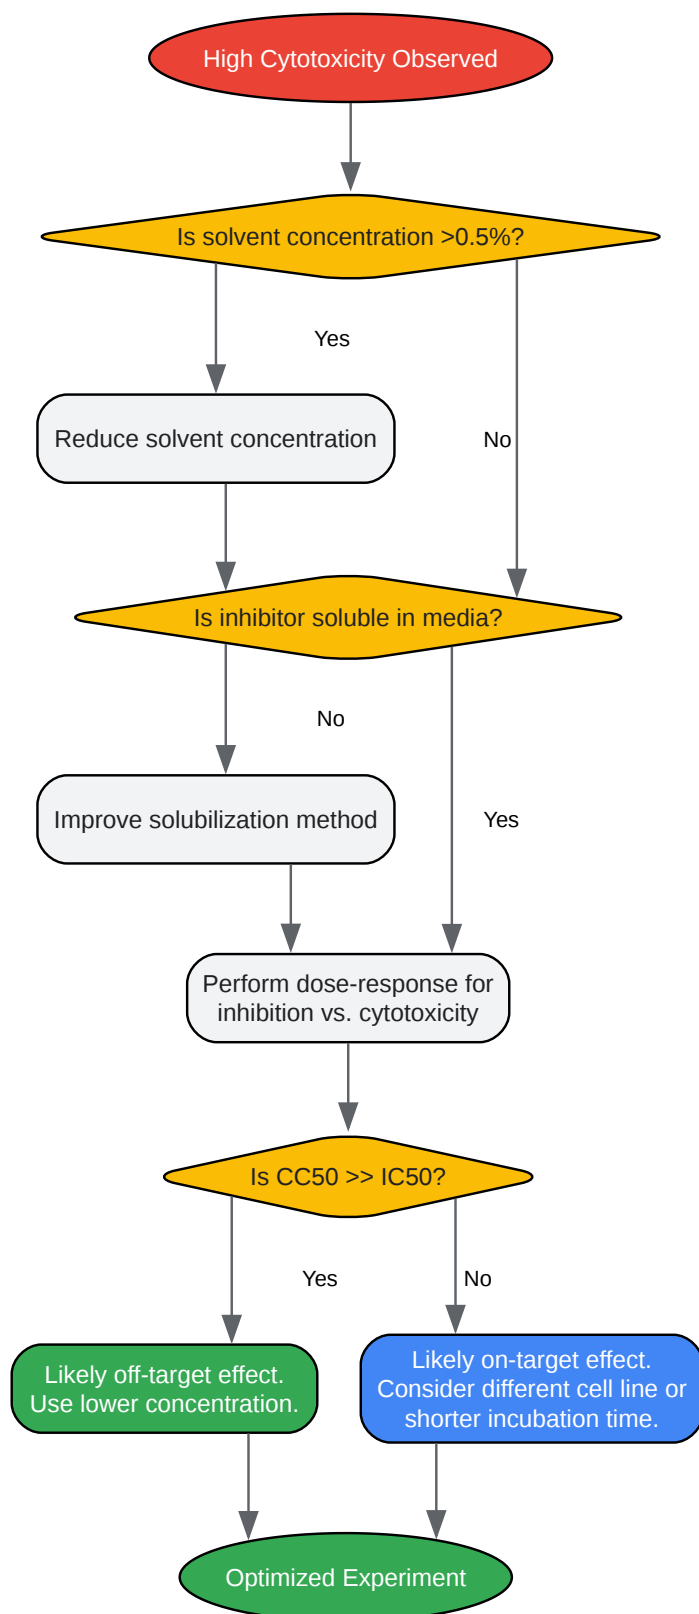 High Cytotoxicity Observed
Is solvent concentration >0.5%?
Yes
Reduce solvent concentration
No
Is inhibitor soluble in media?
No
Improve solubilization method
Yes
Perform dose-response for
inhibition vs. cytotoxicity
Is CC50 >> IC50?
Yes
No
Likely off-target effect.
Use lower concentration.
Likely on-target effect.
Consider different cell line or
shorter incubation time.
Optimized Experiment